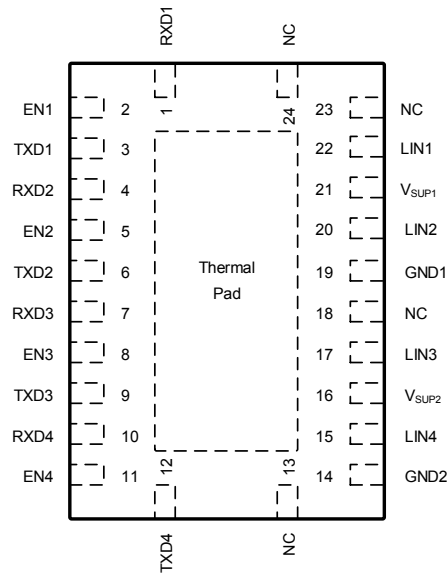 RXD1
NC
1
24
EN1 2 23 NC
TXD1 3 22 LIN1
RXD2 4 21 VSUP1
EN2 5 20 LIN2
TXD2 6 19 GND1
Thermal
Pad
RXD3 7 18 NC
EN3 8 17 LIN3
TXD3 9 16 VSUP2
RXD4 10 15 LIN4
EN4 11 14 GND2
12
13
TXD4
NC